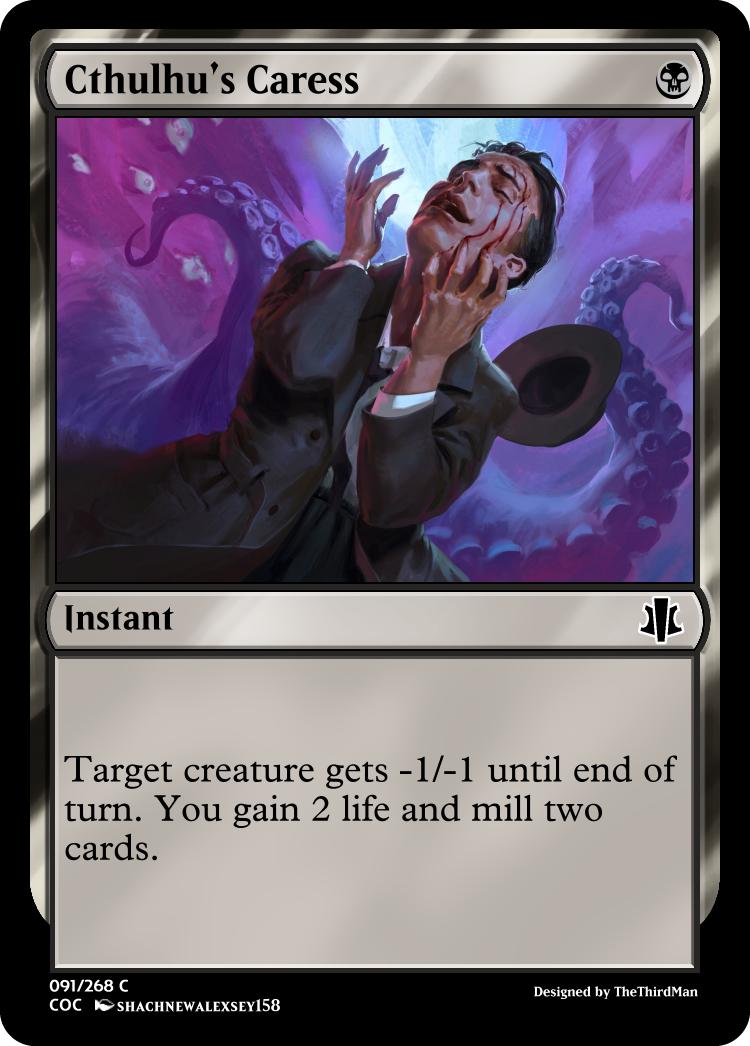 Cthulhu's Caress
Instant
Target creature gets -1/-1 until end of
turn. You gain 2 life and mill two
cards.
091/268 C
COC SHACHNEWALEXSEY158
Designed by TheThirdMan